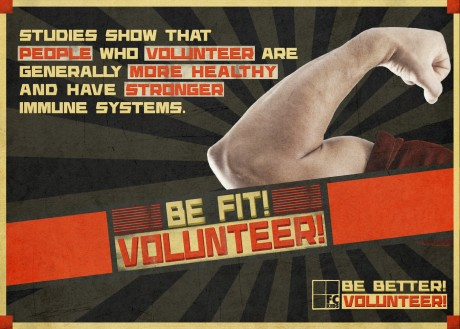 STUDIES SHOW THAT
PEOPLE WHO VOLUNTEER ARE
GENERALLY MORE HEALTHY
AND HAVE STRONGER
IMMUNE SYSTEMS.
BE FIT!
VOLUNTEER!
BE BETTER!
VOLUNTEER!